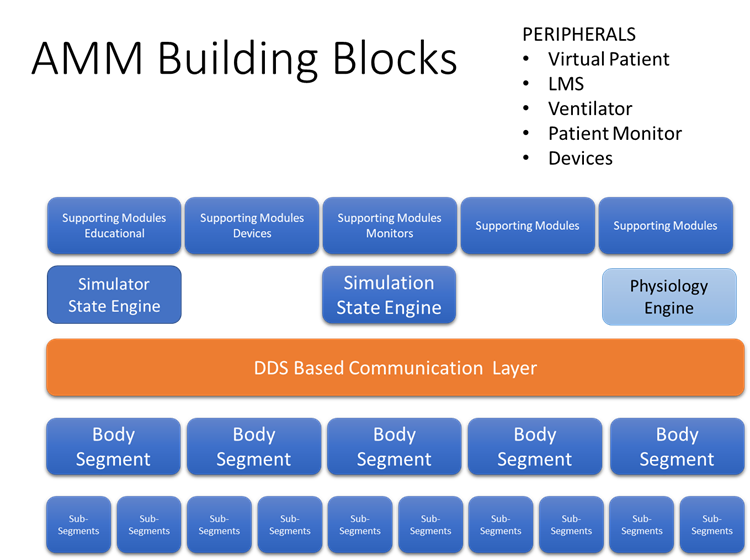 AMM Building Blocks
PERIPHERALS
• Virtual Patient
• LMS
• Ventilator
• Patient Monitor
• Devices
Supporting Modules
Educational
Supporting Modules
Devices
Supporting Modules
Monitors
Supporting Modules
Supporting Modules
Simulator
State Engine
Simulation
State Engine
Physiology
Engine
DDS Based Communication Layer
Body
Segment
Body
Segment
Body
Segment
Body
Segment
Body
Segment
Sub-
Segments
Sub-
Segments
Sub-
Segments
Sub-
Segments
Sub-
Segments
Sub-
Segments
Sub-
Segments
Sub-
Segments
Sub-
Segments
Sub-
Segments